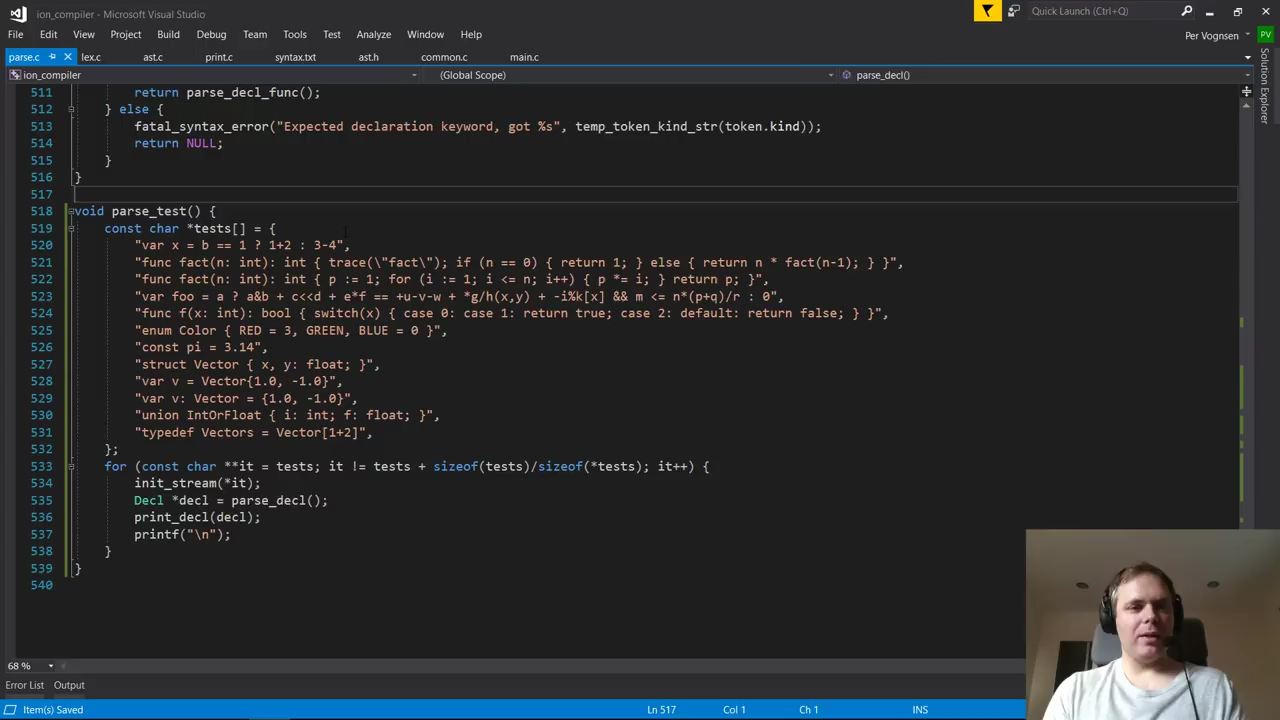 ion_compiler - Microsoft Visual Studio
Quick Launch (Ctrl+Q)
File Edit View Project Build Debug Team Tools Test Analyze Window Help
Per Vognsen PV
parse.c lex.c ast.c print.c syntax.txt ast.h common.c main.c
ion_compiler (Global Scope) parse_decl()
Solution Explorer
511 return parse_decl_func();
512 } else {
513 fatal_syntax_error("Expected declaration keyword, got %s", temp_token_kind_str(token.kind));
514 return NULL;
515 }
516 }
517
518 void parse_test() {
519 const char *tests[] = {
520 "var x = b == 1 ? 1+2 : 3-4",
521 "func fact(n: int): int { trace(\"fact\"); if (n == 0) { return 1; } else { return n * fact(n-1); } }",
522 "func fact(n: int): int { p := 1; for (i := 1; i <= n; i++) { p *= i; } return p; }",
523 "var foo = a ? a&b + c<<d + e*f == +u-v-w + *g/h(x,y) + -i%k[x] && m <= n*(p+q)/r : 0",
524 "func f(x: int): bool { switch(x) { case 0: case 1: return true; case 2: default: return false; } }",
525 "enum Color { RED = 3, GREEN, BLUE = 0 }",
526 "const pi = 3.14",
527 "struct Vector { x, y: float; }",
528 "var v = Vector{1.0, -1.0}",
529 "var v: Vector = {1.0, -1.0}",
530 "union IntOrFloat { i: int; f: float; }",
531 "typedef Vectors = Vector[1+2]",
532 };
533 for (const char **it = tests; it != tests + sizeof(tests)/sizeof(*tests); it++) {
534 init_stream(*it);
535 Decl *decl = parse_decl();
536 print_decl(decl);
537 printf("\n");
538 }
539 }
540
68 %
Error List Output
Item(s) Saved Ln 517 Col 1 Ch 1 INS